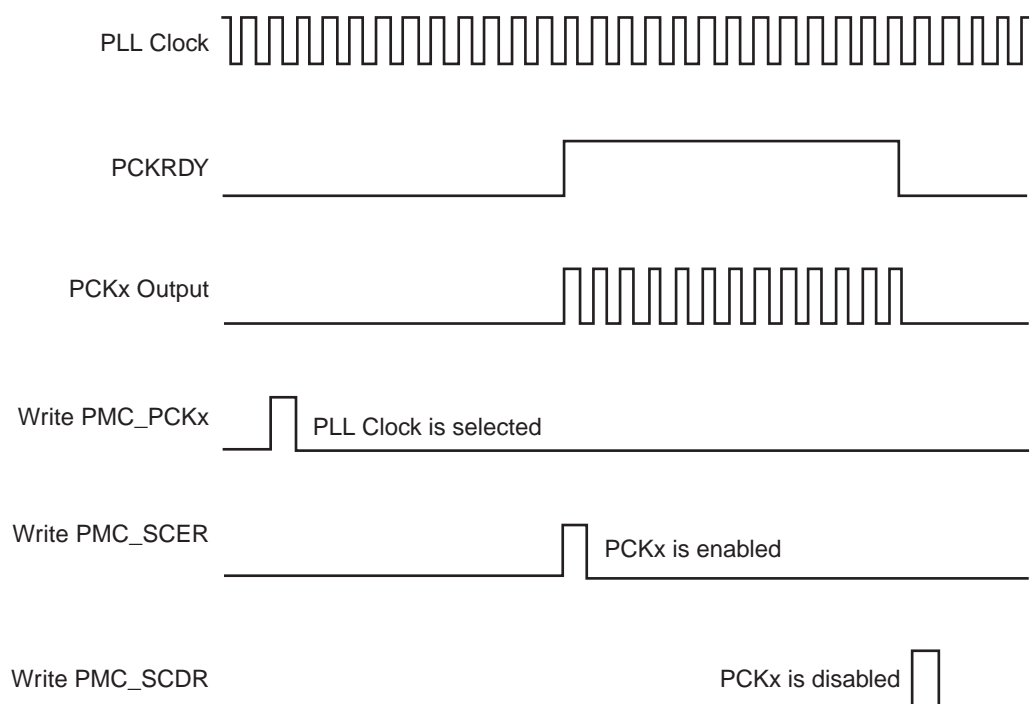 PLL Clock
PCKRDY
PCKx Output
Write PMC_PCKx
PLL Clock is selected
Write PMC_SCER
PCKx is enabled
Write PMC_SCDR
PCKx is disabled